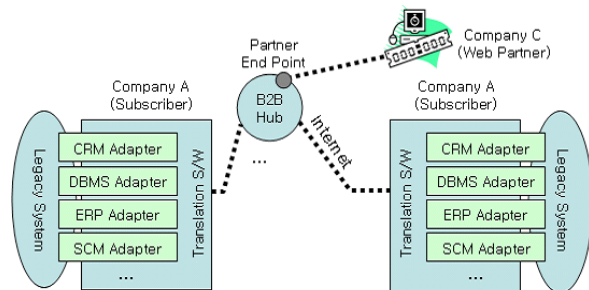 Partner
End Point
Company C
(Web Partner)
Company A
(Subscriber)
B2B
Hub
Internet
...
Company A
(Subscriber)
Legacy System
CRM Adapter
DBMS Adapter
ERP Adapter
SCM Adapter
...
Translation S/W
Translation S/W
CRM Adapter
DBMS Adapter
ERP Adapter
SCM Adapter
...
Legacy System